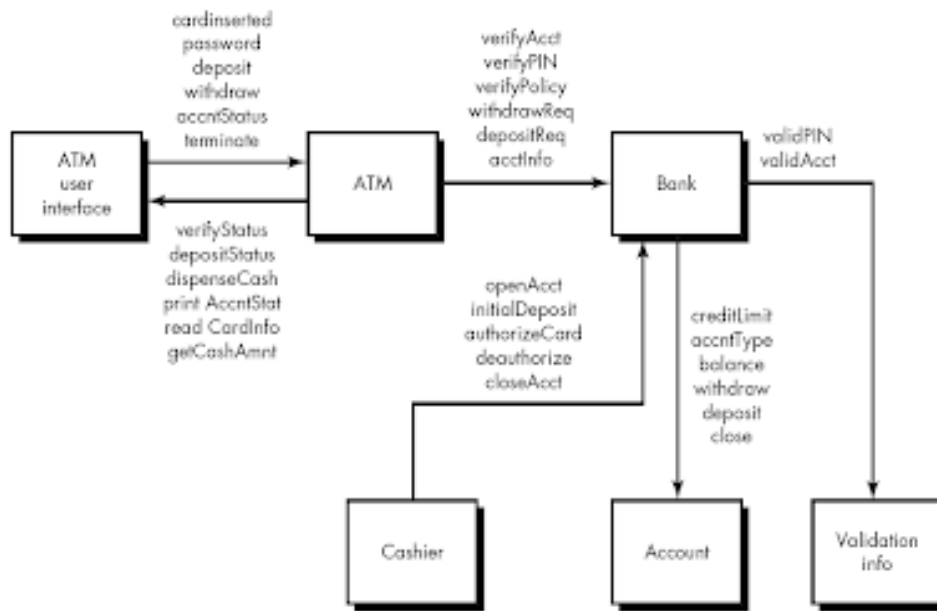 cardinserted
password
deposit
withdraw
accntStatus
terminate
verifyAcct
verifyPIN
verifyPolicy
withdrawReq
depositReq
acctInfo
validPIN
validAcct
ATM
user
interface
ATM
Bank
verifyStatus
depositStatus
dispenseCash
print AccntStat
read CardInfo
getCashAmnt
openAcct
initialDeposit
authorizeCard
deauthorize
closeAcct
creditLimit
accntType
balance
withdraw
deposit
close
Cashier
Account
Validation
info